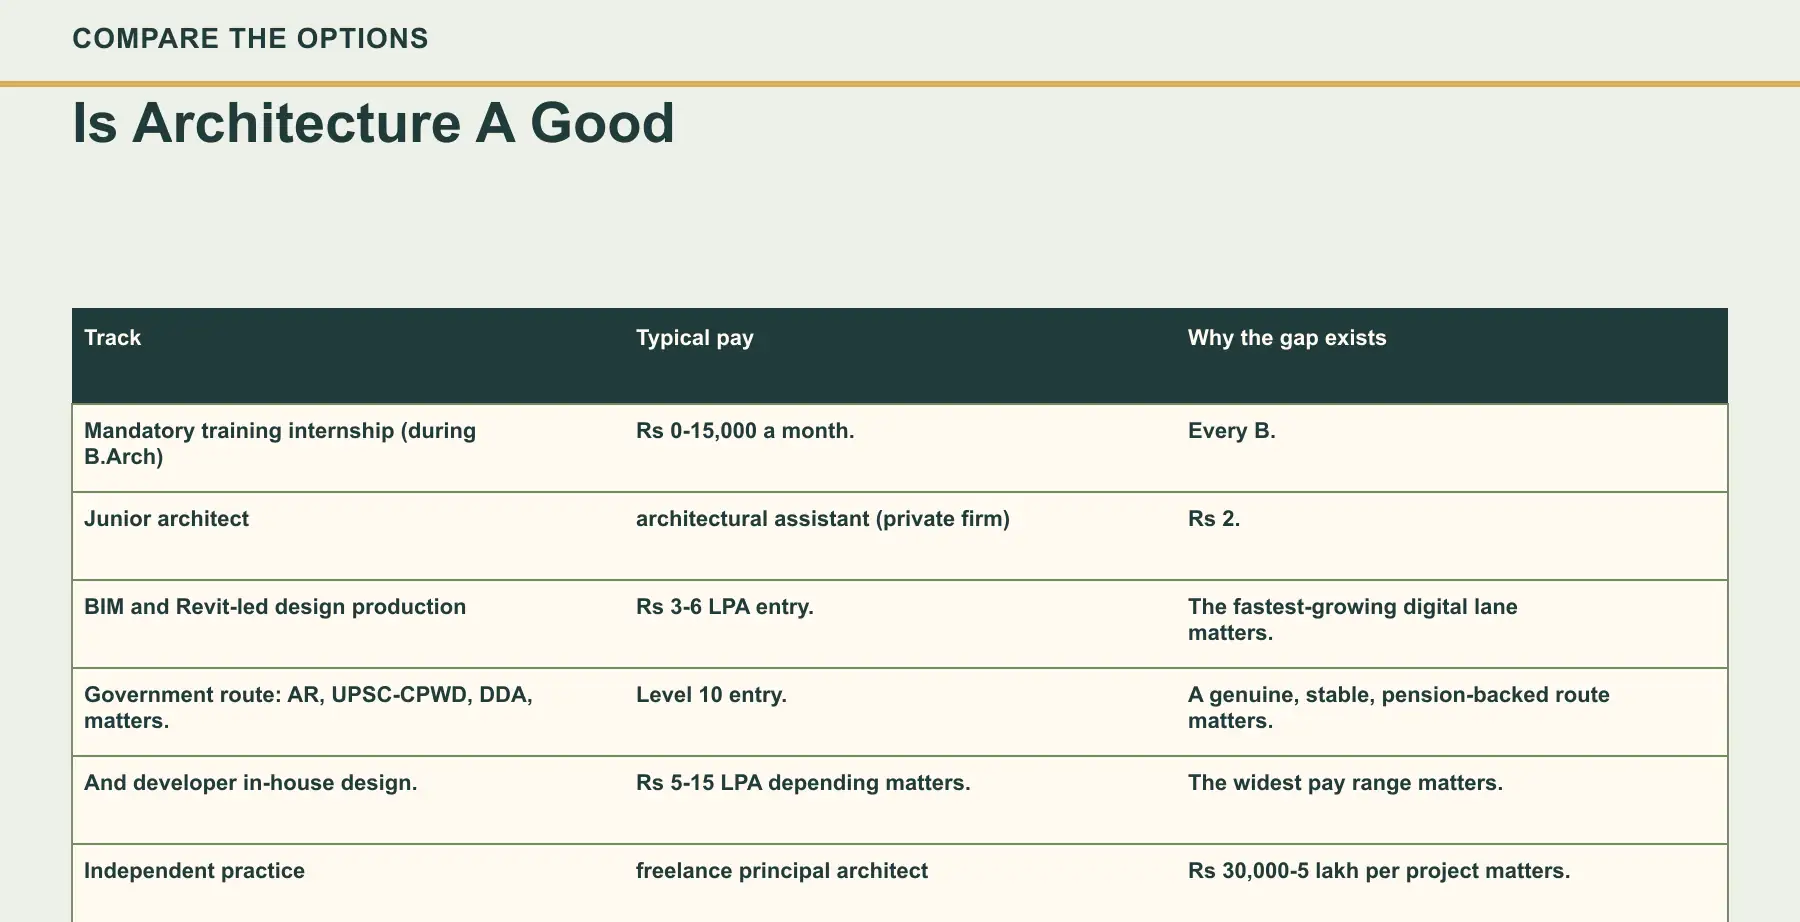 COMPARE THE OPTIONS
Is Architecture A Good
Track Typical pay Why the gap exists
Mandatory training internship (during
B.Arch)
Rs 0-15,000 a month.
Every B.
Junior architect
architectural assistant (private firm)
Rs 2.
BIM and Revit-led design production
Rs 3-6 LPA entry.
The fastest-growing digital lane
matters.
Government route: AR, UPSC-CPWD, DDA,
matters.
Level 10 entry.
A genuine, stable, pension-backed route
matters.
And developer in-house design.
Rs 5-15 LPA depending matters.
The widest pay range matters.
Independent practice
freelance principal architect
Rs 30,000-5 lakh per project matters.